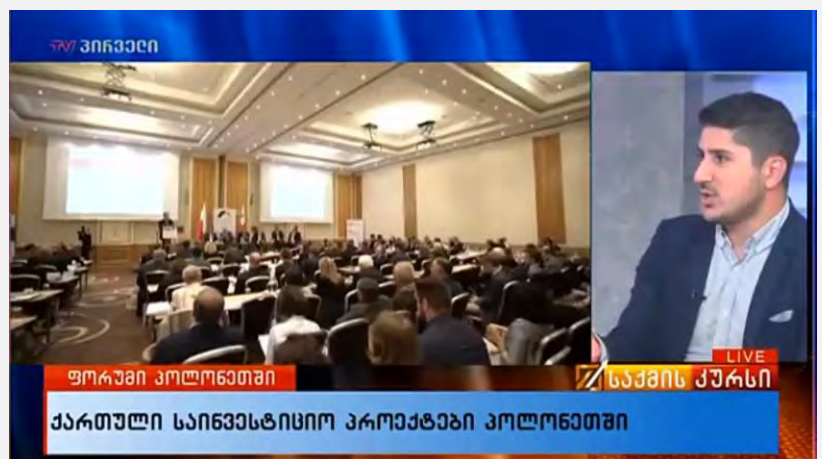 TV პირველი
LIVE
ფორუმი პოლონეთში
საქმის კურსი
ქართული საინვესტიციო პროექტები პოლონეთში